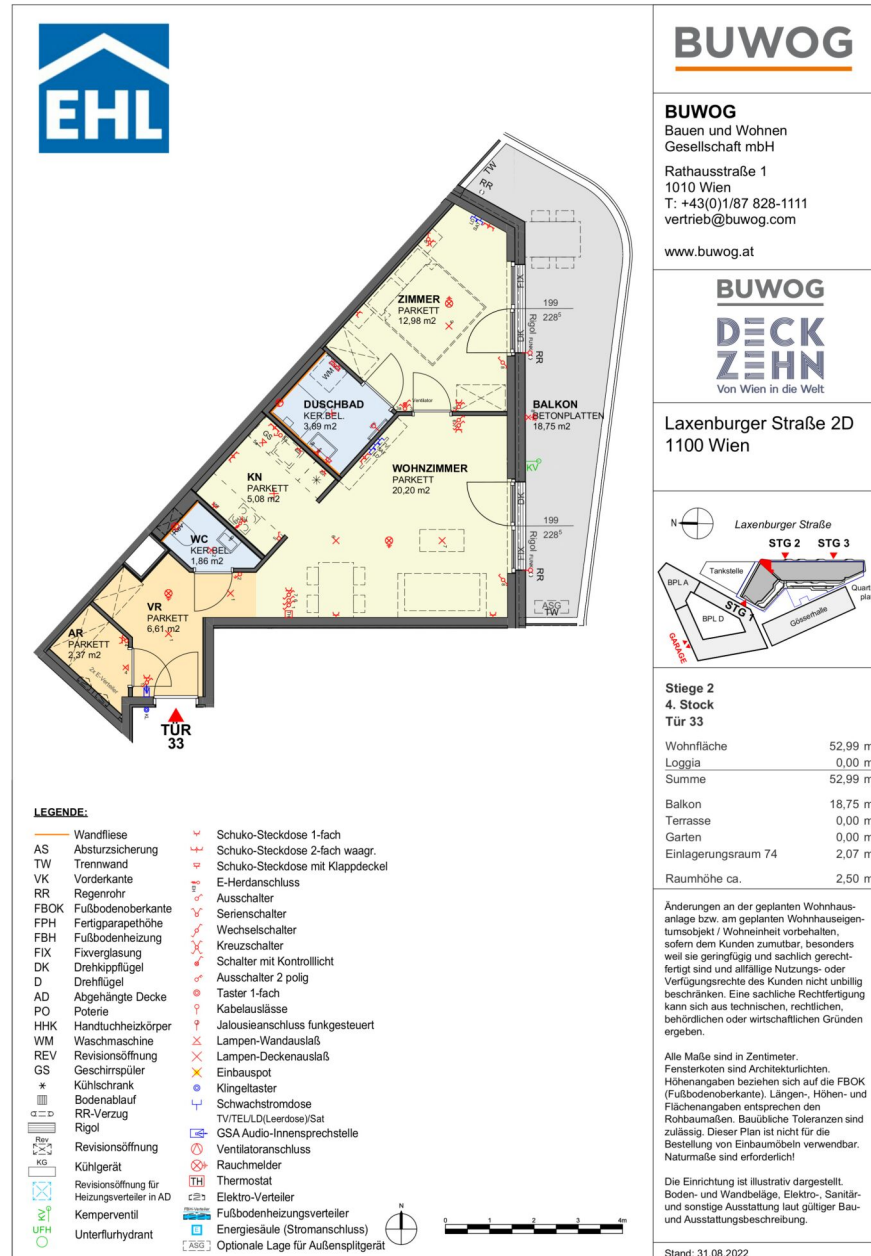 EHL
BUWOG
BUWOG
Bauen und Wohnen
Gesellschaft mbH
Rathausstraße 1
1010 Wien
T: +43(0)1/87 828-1111
vertrieb@buwog.com
www.buwog.at
BUWOG
DECK
ZEHN
Von Wien in die Welt
Laxenburger Straße 2D
1100 Wien
N
Laxenburger Straße
STG 2
STG 3
Tankstelle
BPL A
BPL D
STG 1
Gösserhalle
GARAGE
Stiege 2
4. Stock
Tür 33
Wohnfläche 52,99 m
Loggia 0,00 m
Summe 52,99 m
Balkon 18,75 m
Terrasse 0,00 m
Garten 0,00 m
Einlagerungsraum 74 2,07 m
Raumhöhe ca. 2,50 m
Änderungen an der geplanten Wohnhaus-
anlage bzw. am geplanten Wohnhauseigen-
tumsobjekt / Wohneinheit vorbehalten,
sofern dem Kunden zumutbar, besonders
weil sie geringfügig und sachlich gerecht-
fertigt sind und allfällige Nutzungs- oder
Verfügungsrechte des Kunden nicht unbillig
beschränken. Eine sachliche Rechtfertigung
kann sich aus technischen, rechtlichen,
behördlichen oder wirtschaftlichen Gründen
ergeben.
Alle Maße sind in Zentimeter.
Fensterkoten sind Architekturlichten.
Höhenangaben beziehen sich auf die FBOK
(Fußbodenoberkante). Längen-, Höhen- und
Flächenangaben entsprechen den
Rohbaumaßen. Bauübliche Toleranzen sind
zulässig. Dieser Plan ist nicht für die
Bestellung von Einbaumöbeln verwendbar.
Naturmaße sind erforderlich!
Die Einrichtung ist illustrativ dargestellt.
Boden- und Wandbeläge, Elektro-, Sanitär-
und sonstige Ausstattung laut gültiger Bau-
und Ausstattungsbeschreibung.
Stand: 31.08.2022
TW
RR
ZIMMER
PARKETT
12,98 m2
FIX
199
228⁵
DK
Rigol
RR
WM
DUSCHBAD
KER.BEL.
3,89 m2
Ventilator
BALKON
BETONPLATTEN
18,75 m2
KV
GS
KN
PARKETT
5,08 m2
WOHNZIMMER
PARKETT
20,20 m2
DK
199
228⁵
FIX
Rigol
RR
WC
KER.BEL.
1,86 m2
ASG
TW
VR
PARKETT
6,61 m2
AR
PARKETT
2,37 m2
2x E-Verteiler
TÜR
33
LEGENDE:
Wandfliese
AS Absturzsicherung
TW Trennwand
VK Vorderkante
RR Regenrohr
FBOK Fußbodenoberkante
FPH Fertigparapethöhe
FBH Fußbodenheizung
FIX Fixverglasung
DK Drehkippflügel
D Drehflügel
AD Abgehängte Decke
PO Poterie
HHK Handtuchheizkörper
WM Waschmaschine
REV Revisionsöffnung
GS Geschirrspüler
* Kühlschrank
Bodenablauf
RR-Verzug
Rigol
Rev Revisionsöffnung
KG Kühlgerät
Revisionsöffnung für
Heizungsverteiler in AD
KV Kemperventil
UFH Unterflurhydrant
Schuko-Steckdose 1-fach
Schuko-Steckdose 2-fach waagr.
Schuko-Steckdose mit Klappdeckel
E-Herdanschluss
Ausschalter
Serienschalter
Wechselschalter
Kreuzschalter
Schalter mit Kontrolllicht
Ausschalter 2 polig
Taster 1-fach
Kabelauslässe
Jalousieanschluss funkgesteuert
Lampen-Wandauslaß
Lampen-Deckenauslaß
Einbauspot
Klingeltaster
Schwachstromdose
TV/TEL/LD(Leerdose)/Sat
GSA Audio-Innensprechstelle
Ventilatoranschluss
Rauchmelder
TH Thermostat
Elektro-Verteiler
Fußbodenheizungsverteiler
Energiesäule (Stromanschluss)
ASG Optionale Lage für Außensplitgerät
N
0 1 2 3 4m